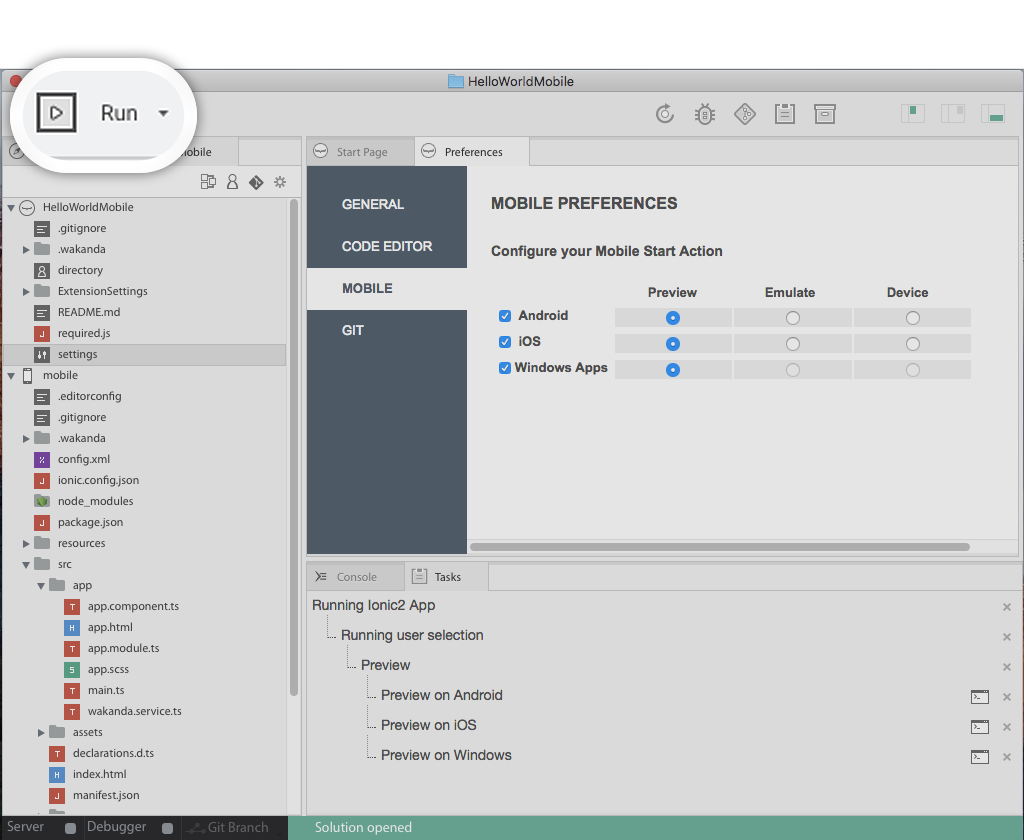 HelloWorldMobile
Run
obile
Start Page
Preferences
HelloWorldMobile
.gitignore
.wakanda
directory
ExtensionSettings
README.md
required.js
settings
mobile
.editorconfig
.gitignore
.wakanda
config.xml
ionic.config.json
node_modules
package.json
resources
src
app
app.component.ts
app.html
app.module.ts
app.scss
main.ts
wakanda.service.ts
assets
declarations.d.ts
index.html
manifest.json
GENERAL
CODE EDITOR
MOBILE
GIT
MOBILE PREFERENCES
Configure your Mobile Start Action
Preview Emulate Device
Android
iOS
Windows Apps
Console
Tasks
Running Ionic2 App
Running user selection
Preview
Preview on Android
Preview on iOS
Preview on Windows
Server Debugger Git Branch Solution opened